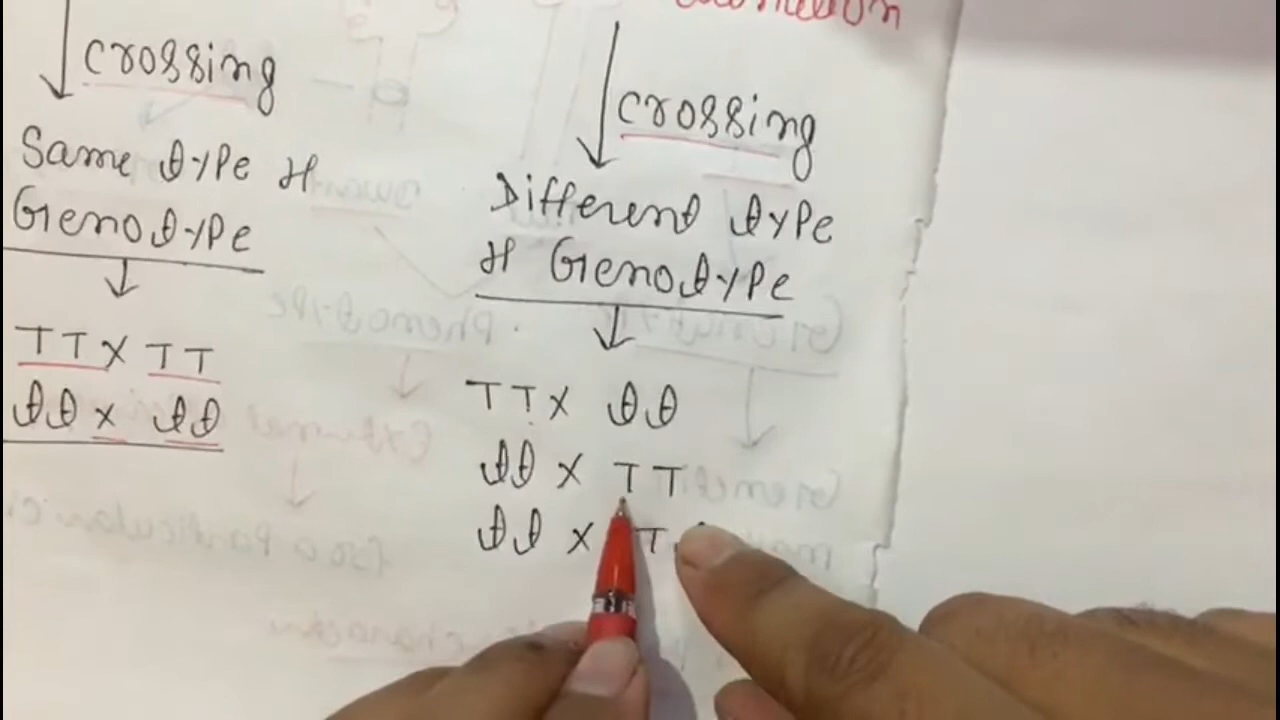 crossing
Same type of
Genotype
TT x TT
tt x tt
crossing
Different type
of Genotype
TT x tt
tt x TT
tt x T